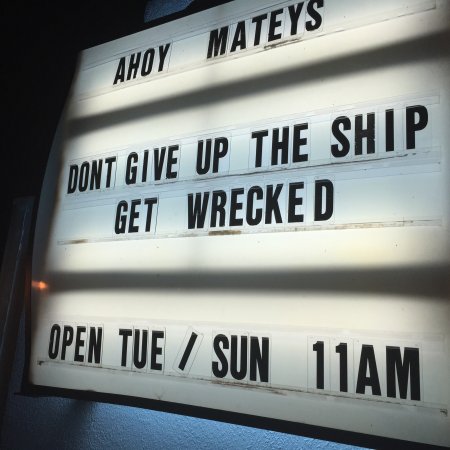 AHOY MATEYS
DONT GIVE UP THE SHIP
GET WRECKED
OPEN TUE / SUN 11AM